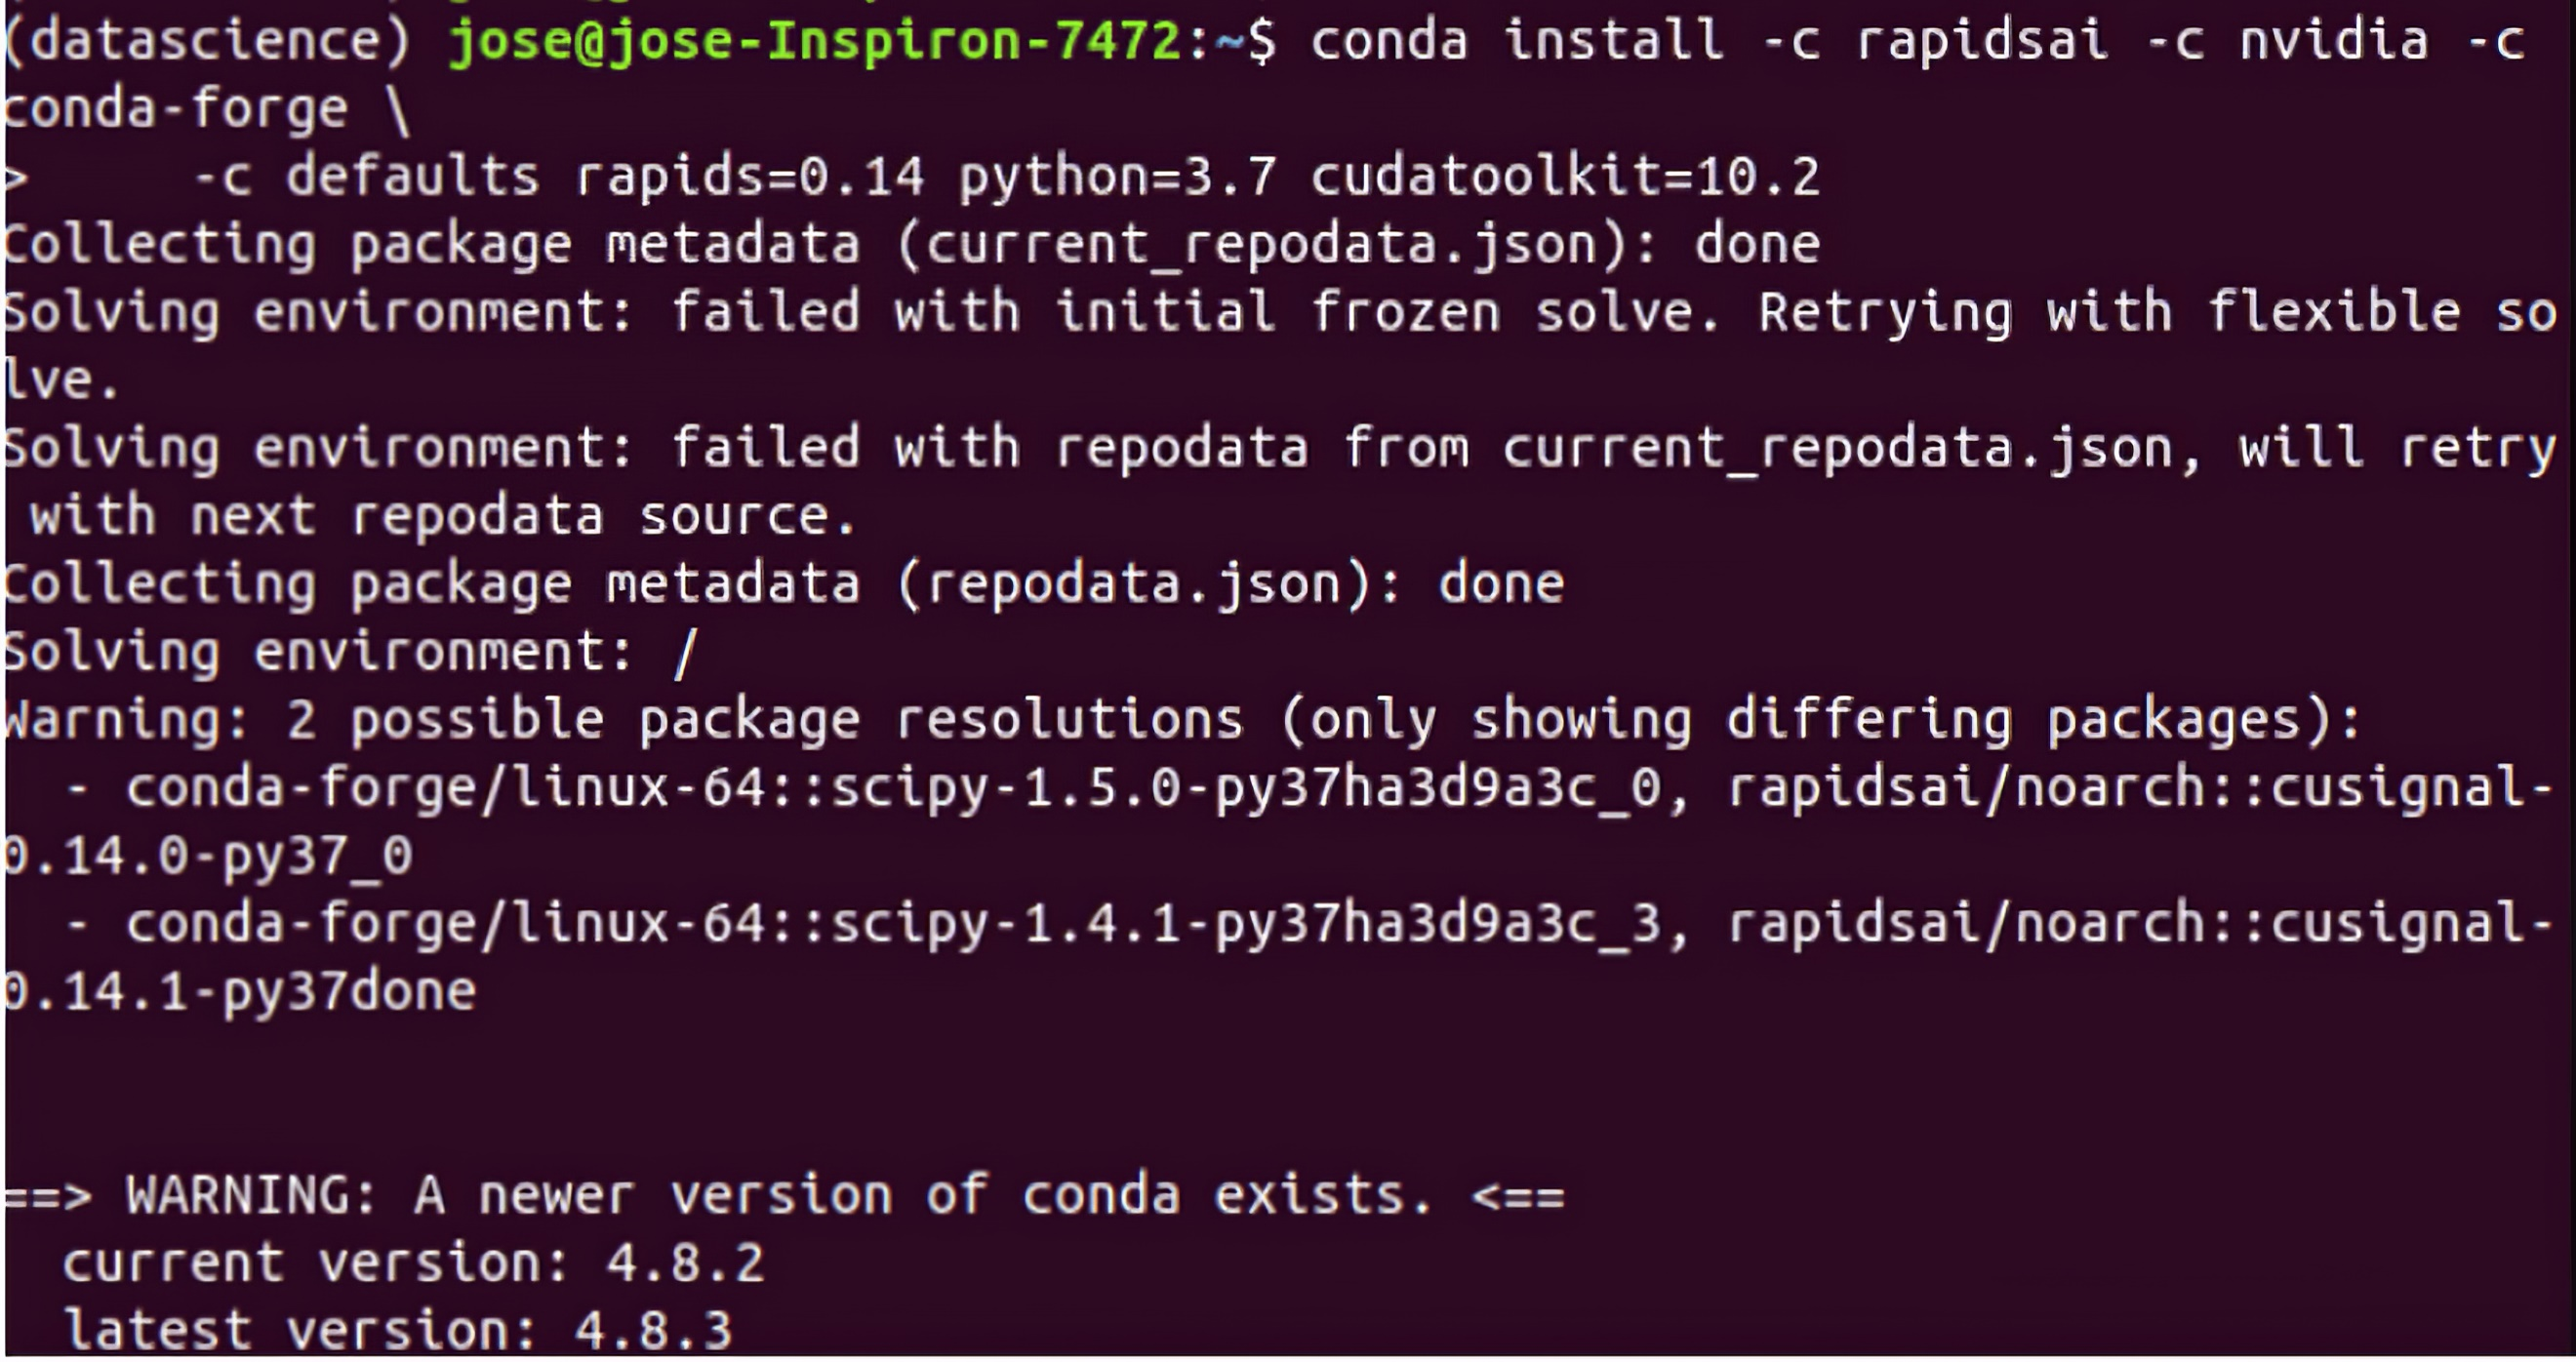 (datascience) jose@jose-Inspiron-7472:~$ conda install -c rapidsai -c nvidia -c
conda-forge \
>     -c defaults rapids=0.14 python=3.7 cudatoolkit=10.2
Collecting package metadata (current_repodata.json): done
Solving environment: failed with initial frozen solve. Retrying with flexible so
lve.
Solving environment: failed with repodata from current_repodata.json, will retry
 with next repodata source.
Collecting package metadata (repodata.json): done
Solving environment: /
Warning: 2 possible package resolutions (only showing differing packages):
  - conda-forge/linux-64::scipy-1.5.0-py37ha3d9a3c_0, rapidsai/noarch::cusignal-
0.14.0-py37_0
  - conda-forge/linux-64::scipy-1.4.1-py37ha3d9a3c_3, rapidsai/noarch::cusignal-
0.14.1-py37done
==> WARNING: A newer version of conda exists. <==
  current version: 4.8.2
  latest version: 4.8.3